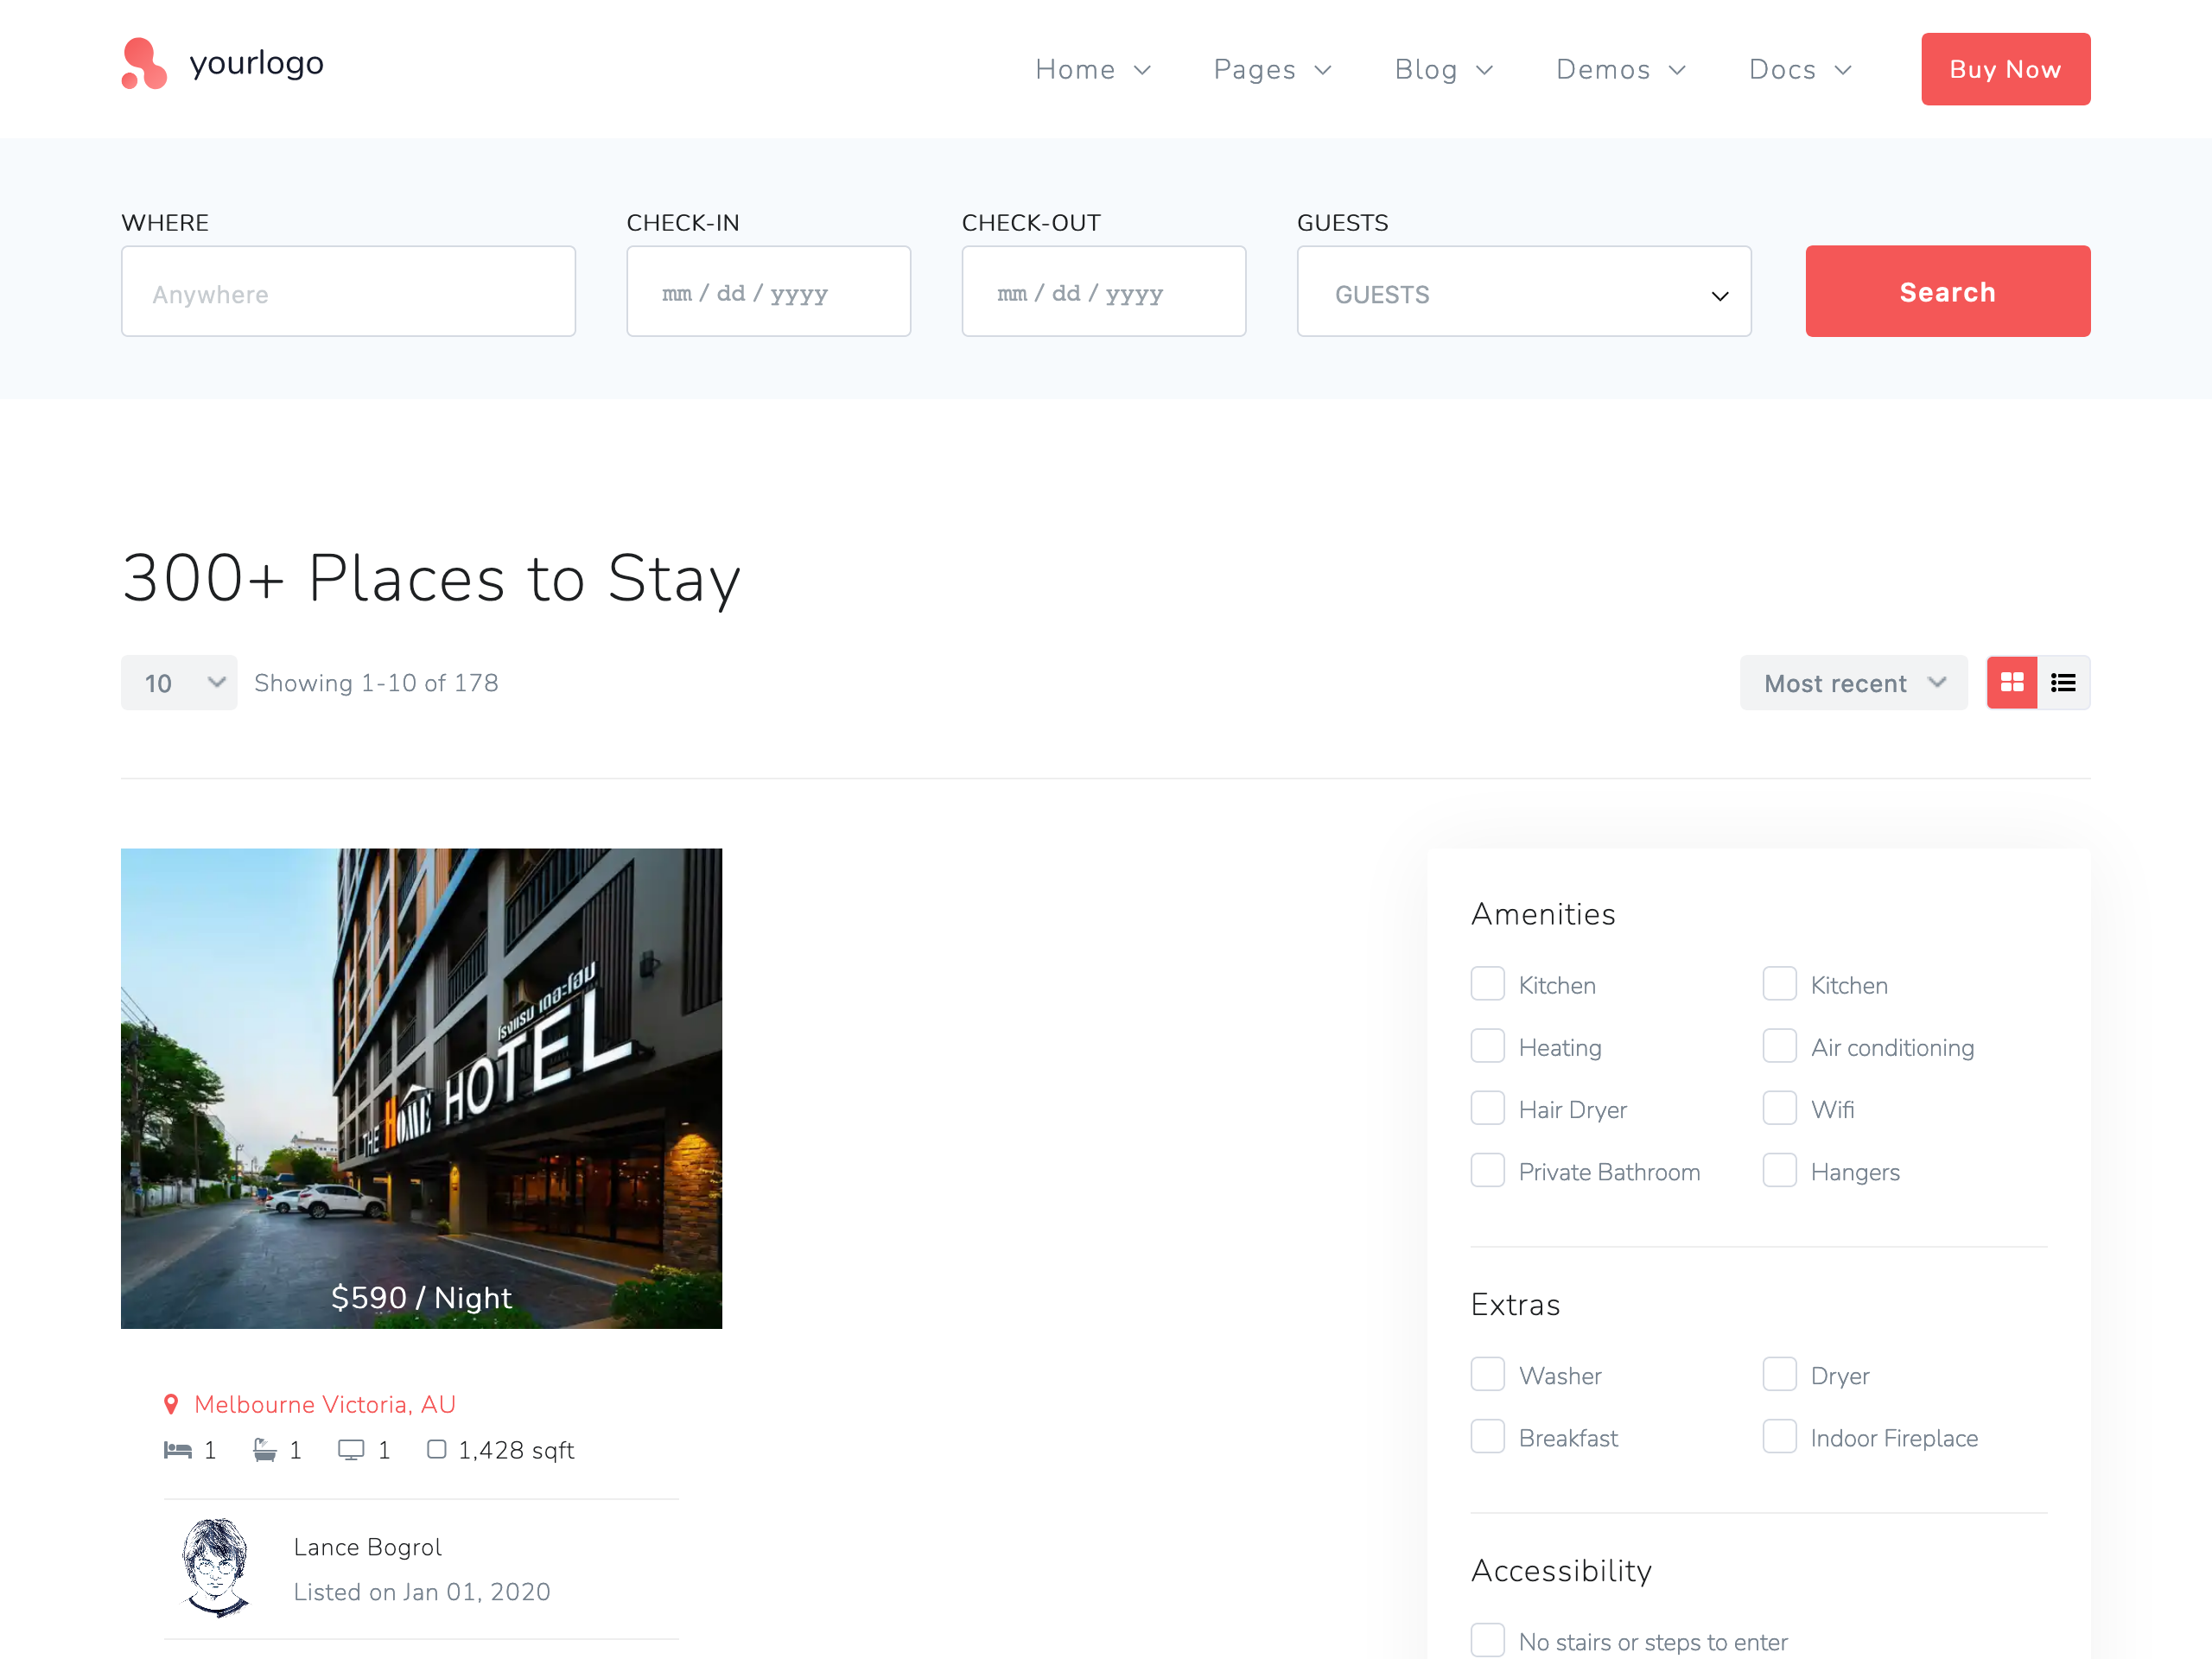 yourlogo
Home
Pages
Blog
Demos
Docs
Buy Now
WHERE
CHECK-IN
CHECK-OUT
GUESTS
Anywhere
mm / dd / yyyy
mm / dd / yyyy
GUESTS
Search
300+ Places to Stay
10
Showing 1-10 of 178
Most recent
โรงแรม เดอะโฮม
THE HOME HOTEL
$590 / Night
Melbourne Victoria, AU
1
1
1
1,428 sqft
Lance Bogrol
Listed on Jan 01, 2020
Amenities
Kitchen
Kitchen
Heating
Air conditioning
Hair Dryer
Wifi
Private Bathroom
Hangers
Extras
Washer
Dryer
Breakfast
Indoor Fireplace
Accessibility
No stairs or steps to enter